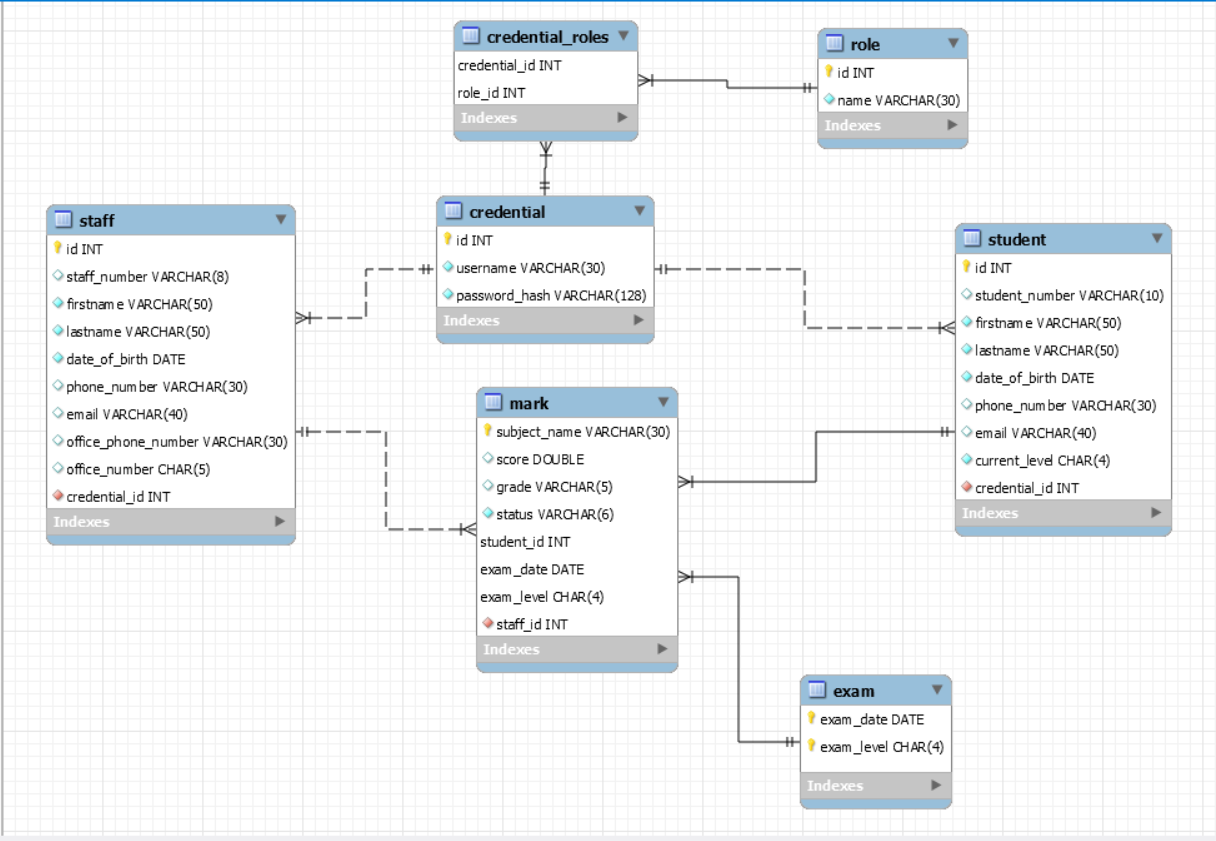 credential_roles
credential_id INT
role_id INT
Indexes
role
id INT
name VARCHAR(30)
Indexes
staff
id INT
staff_number VARCHAR(8)
firstname VARCHAR(50)
lastname VARCHAR(50)
date_of_birth DATE
phone_number VARCHAR(30)
email VARCHAR(40)
office_phone_number VARCHAR(30)
office_number CHAR(5)
credential_id INT
Indexes
credential
id INT
username VARCHAR(30)
password_hash VARCHAR(128)
Indexes
student
id INT
student_number VARCHAR(10)
firstname VARCHAR(50)
lastname VARCHAR(50)
date_of_birth DATE
phone_number VARCHAR(30)
email VARCHAR(40)
current_level CHAR(4)
credential_id INT
Indexes
mark
subject_name VARCHAR(30)
score DOUBLE
grade VARCHAR(5)
status VARCHAR(6)
student_id INT
exam_date DATE
exam_level CHAR(4)
staff_id INT
Indexes
exam
exam_date DATE
exam_level CHAR(4)
Indexes